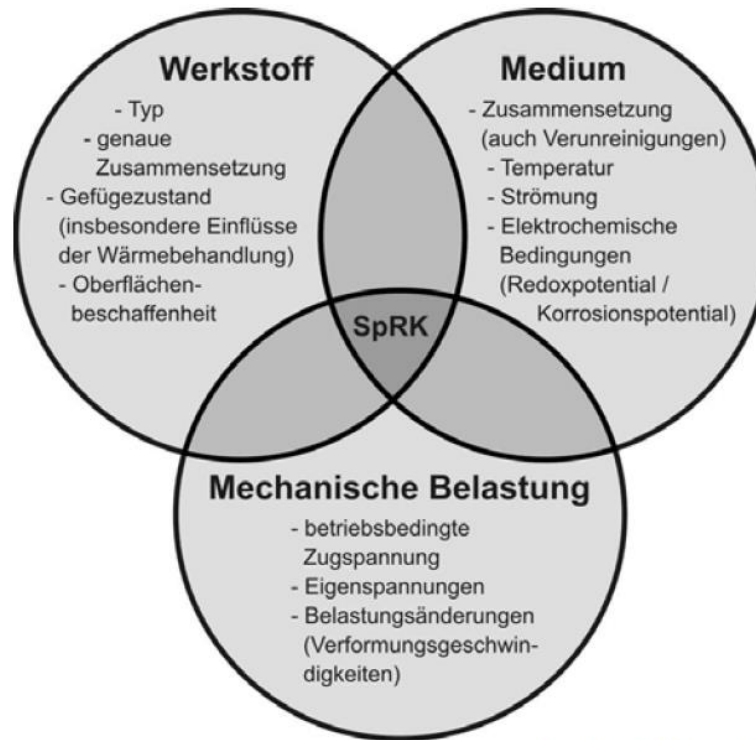 Werkstoff
- Typ
- genaue
Zusammensetzung
- Gefügezustand
(insbesondere Einflüsse
der Wärmebehandlung)
- Oberflächen-
beschaffenheit
Medium
- Zusammensetzung
(auch Verunreinigungen)
- Temperatur
- Strömung
- Elektrochemische
Bedingungen
(Redoxpotential /
Korrosionspotential)
SpRK
Mechanische Belastung
- betriebsbedingte
Zugspannung
- Eigenspannungen
- Belastungsänderungen
(Verformungsgeschwin-
digkeiten)